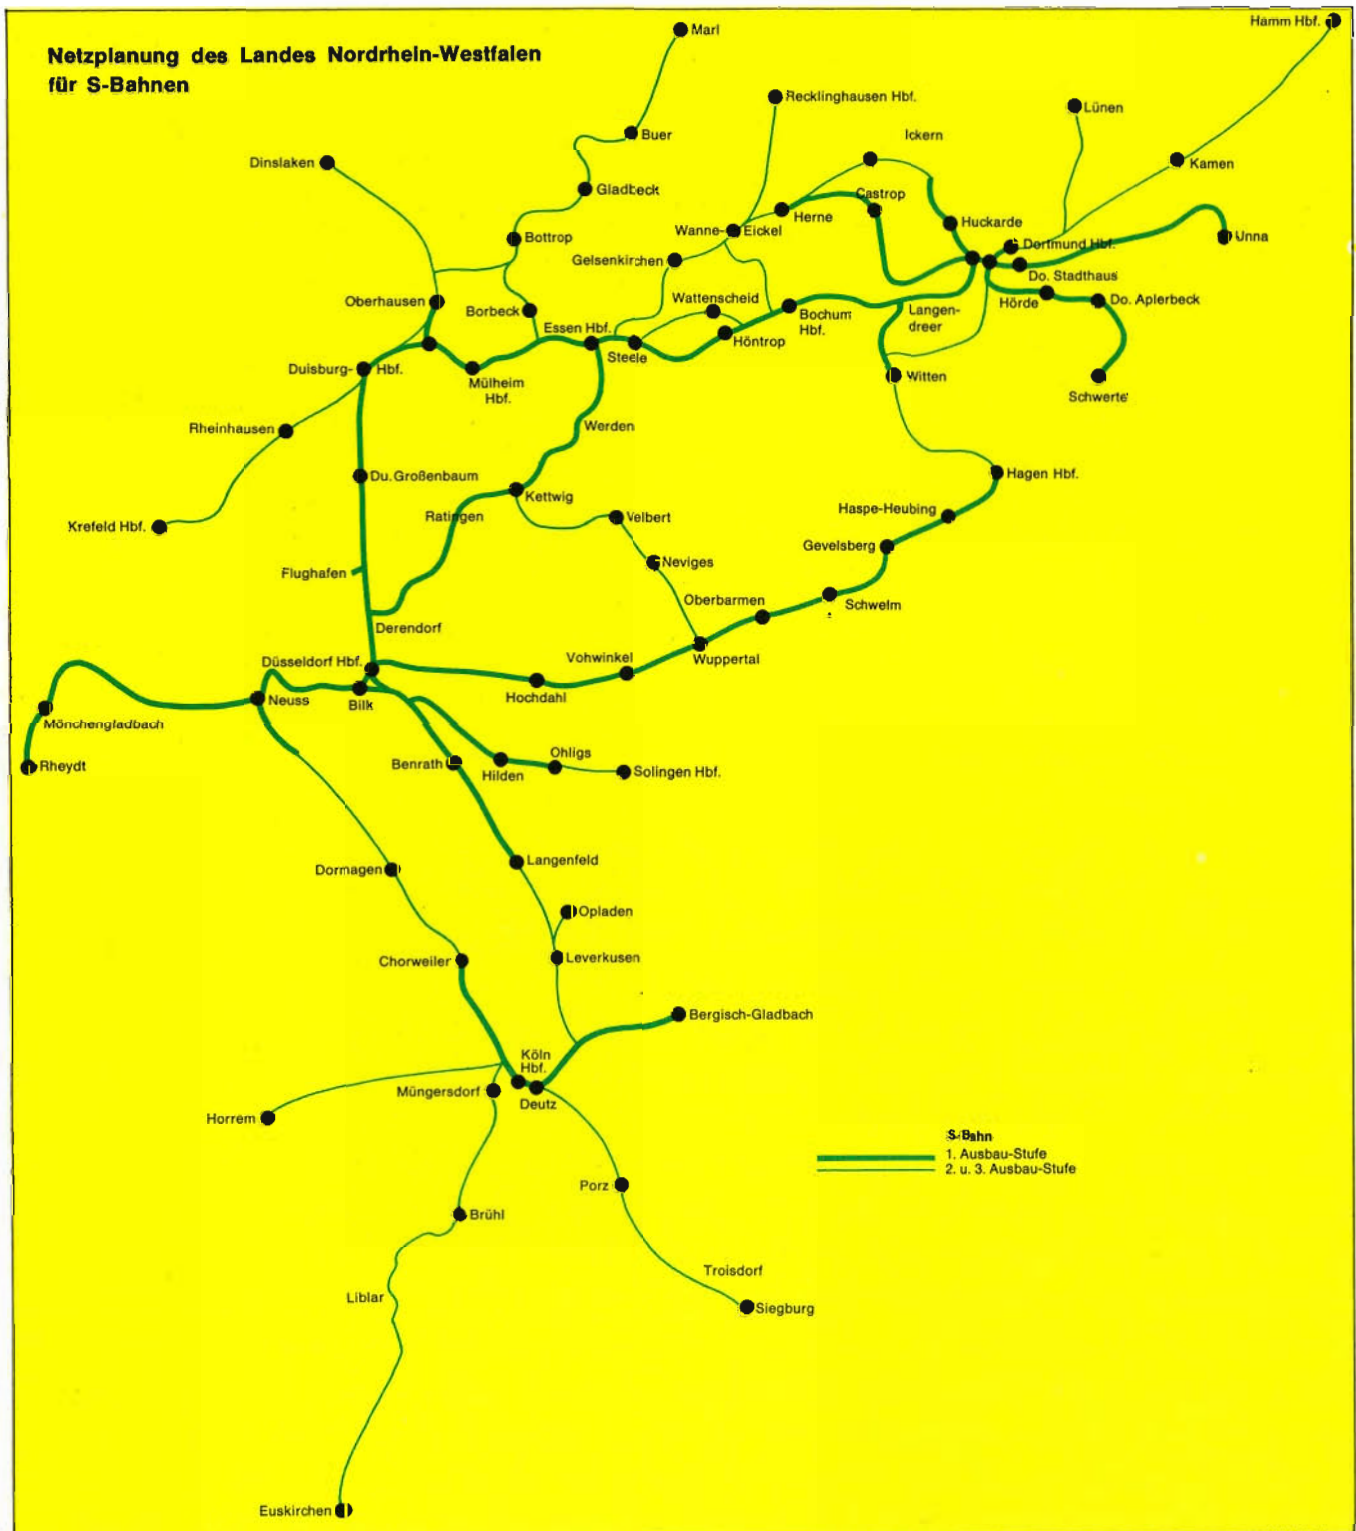 Netzplanung des Landes Nordrhein-Westfalen
für S-Bahnen
Hamm Hbf.
Marl
Recklinghausen Hbf.
Lünen
Buer
Ickern
Dinslaken
Kamen
Gladbeck
Castrop
Herne
Huckarde
Wanne-Eickel
Bottrop
Unna
Dortmund Hbf.
Gelsenkirchen
Do. Stadthaus
Oberhausen
Wattenscheid
Hörde
Do. Aplerbeck
Borbeck
Bochum
Hbf.
Langen-
dreer
Essen Hbf.
Höntrop
Steele
Duisburg-Hbf.
Mülheim
Hbf.
Witten
Schwerte
Rheinhausen
Werden
Du. Großenbaum
Hagen Hbf.
Kettwig
Krefeld Hbf.
Ratingen
Velbert
Haspe-Heubing
Gevelsberg
Neviges
Flughafen
Oberbarmen
Schwelm
Derendorf
Düsseldorf Hbf.
Vohwinkel
Wuppertal
Neuss
Bilk
Hochdahl
Mönchengladbach
Rheydt
Benrath
Hilden
Ohligs
Solingen Hbf.
Dormagen
Langenfeld
Opladen
Chorweiler
Leverkusen
Bergisch-Gladbach
Köln
Hbf.
Müngersdorf
Deutz
Horrem
S-Bahn
1. Ausbau-Stufe
2. u. 3. Ausbau-Stufe
Porz
Brühl
Troisdorf
Liblar
Siegburg
Euskirchen